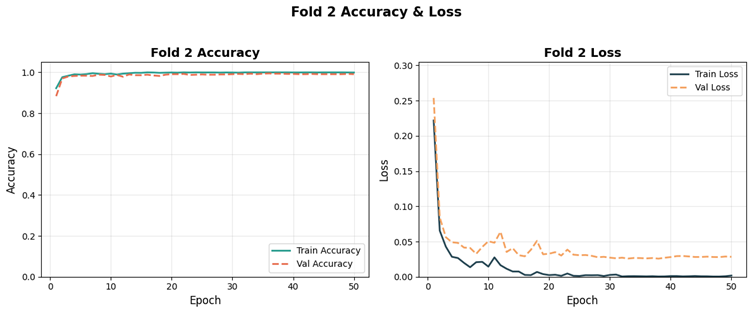 Fold 2 Accuracy & Loss
Fold 2 Accuracy
1.0
0.8
0.6
0.4
0.2
0.0
Accuracy
0
10
20
30
40
50
Epoch
Train Accuracy
Val Accuracy
Fold 2 Loss
0.30
0.25
0.20
0.15
0.10
0.05
0.00
Loss
0
10
20
30
40
50
Epoch
Train Loss
Val Loss